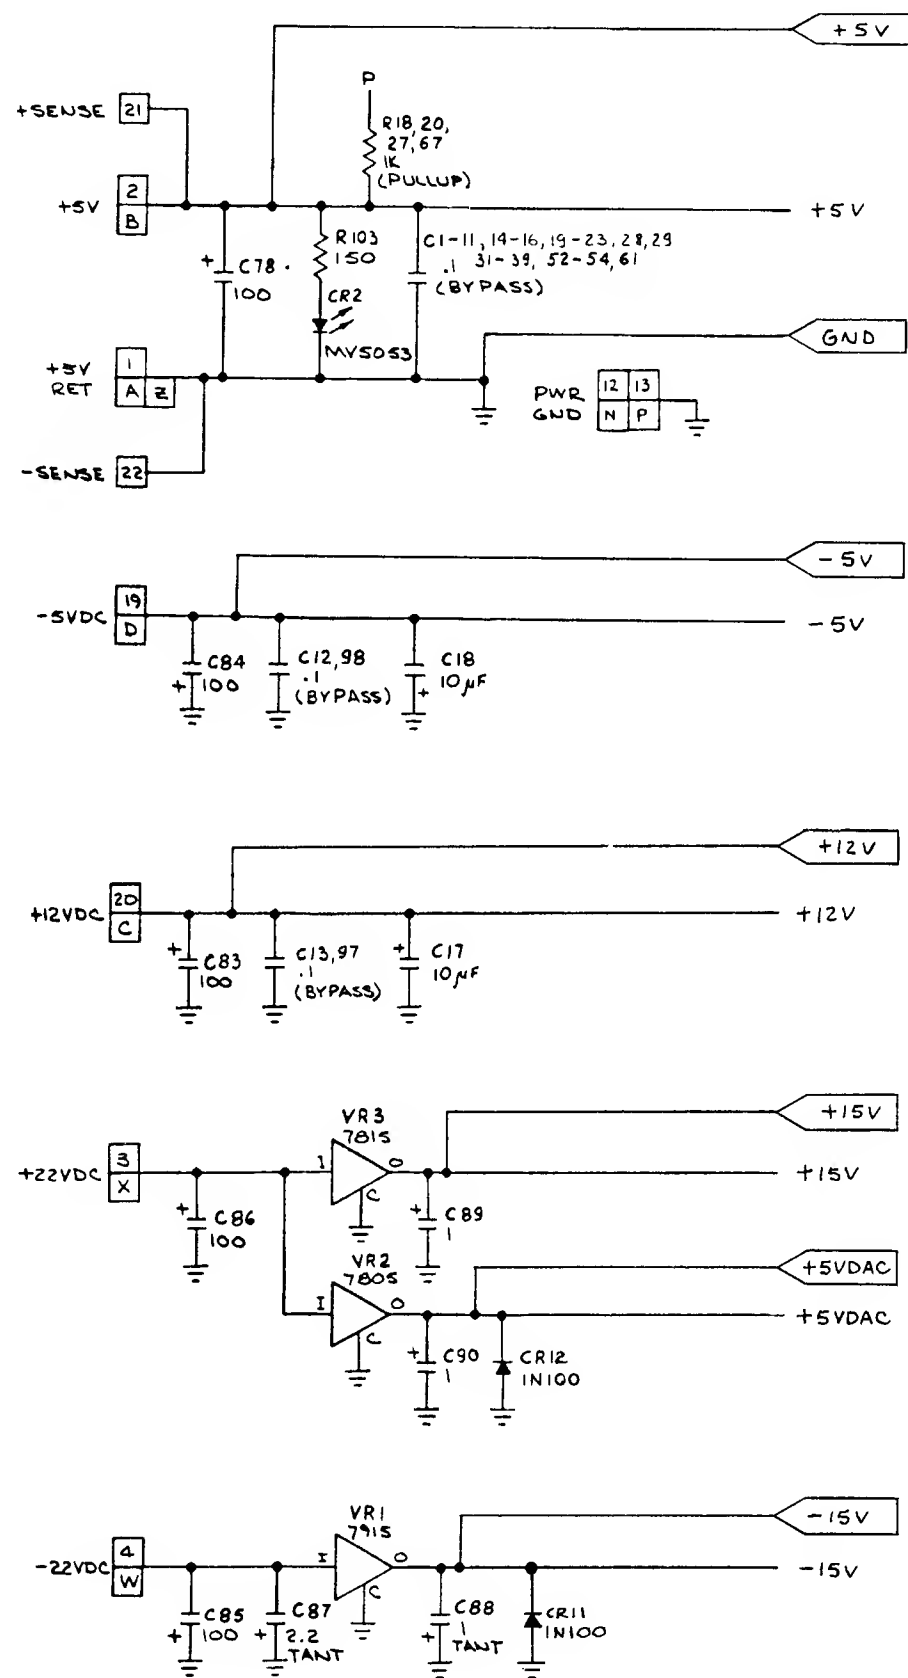 +5V
P
+SENSE 21
R18,20,
27,67
1K
(PULLUP)
+5V 2 B
+5V
+ C78
100
R103
150
CR2
MV5053
C1-11, 14-16, 19-23, 28, 29
31-39, 52-54, 61
.1
(BYPASS)
GND
+5V
RET
1
A Z
PWR
GND
12 13
N P
-SENSE 22
-5V
-5VDC 19 D
-5V
C84
+ 100
C12,98
.1
(BYPASS)
C18
10µF
+
+12V
+12VDC 20 C
+12V
+ C83
100
C13,97
.1
(BYPASS)
+ C17
10µF
VR3
7815
+15V
+22VDC 3 X
I O C
+15V
+ C86
100
+ C89
1
VR2
7805
+5VDAC
I O C
+5VDAC
+ C90
1
CR12
IN100
VR1
7915
-15V
-22VDC 4 W
I O C
-15V
C85
+ 100
C87
+ 2.2
TANT
C88
1
+ TANT
CR11
IN100